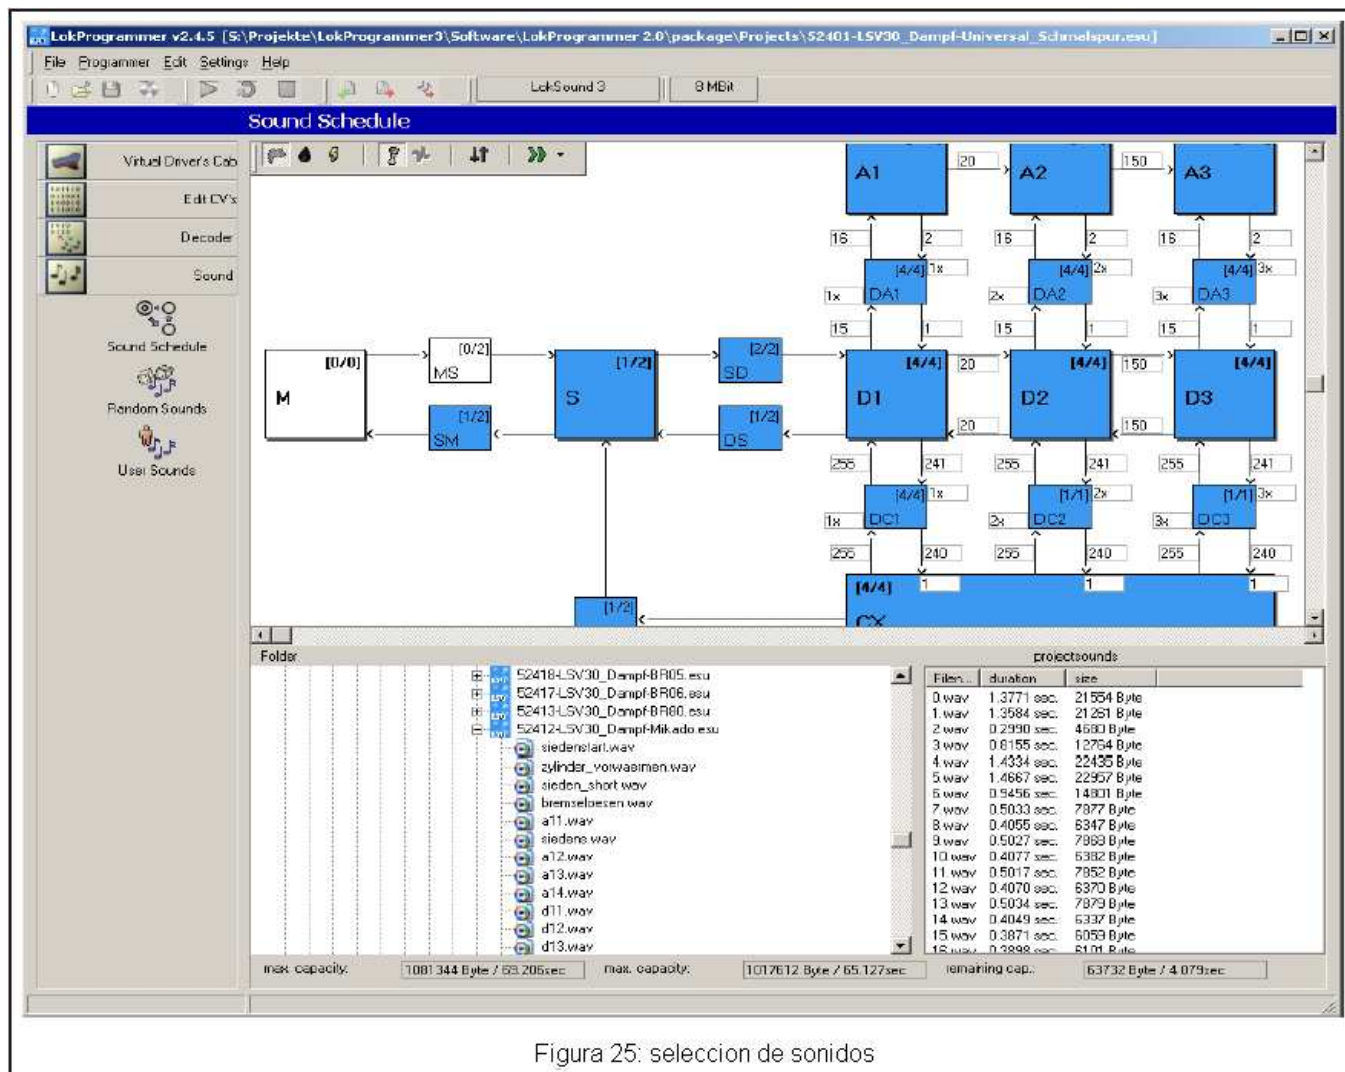 LokProgrammer v2.4.5 [S:\Projekte\LokProgrammer3\Software\LokProgrammer 2.0\package\Projects\52401-LSV30_Dampf-Universal_Schmalspur.esu]
File Programmer Edit Settings Help
LokSound 3 8 MBit
Sound Schedule
Virtual Driver's Cab
Edit CV's
Decoder
Sound
Sound Schedule
Random Sounds
User Sounds
A1 20 A2 150 A3
16 2 16 2 16 2
[4/4] 1x [4/4] 2x [4/4] 3x
1x DA1 2x DA2 3x DA3
15 1 15 1 15 1
[0/0] [0/2] [1/2] [2/2] [4/4] 20 [4/4] 150 [4/4]
MS SD
M S D1 D2 D3
[1/2] [1/2] 20 150
SM DS
255 241 255 241 255 241
[4/4] 1x [1/1] 2x [1/1] 3x
1x DC1 2x DC2 3x DC3
255 240 255 240 255 240
[4/4] 1 1 1
[1/2] CX
Folder
52418-LSV30_Dampf-BR05.esu
52417-LSV30_Dampf-BR06.esu
52413-LSV30_Dampf-BR80.esu
52412-LSV30_Dampf-Mikado.esu
siedenstart.wav
zylinder_vorwaermen.wav
sieden_short.wav
bremseloesen.wav
a11.wav
siedens.wav
a12.wav
a13.wav
a14.wav
d11.wav
d12.wav
d13.wav
projectsounds
Filen... duration size
0.wav 1.3771 sec. 21554 Byte
1.wav 1.3584 sec. 21261 Byte
2.wav 0.2990 sec. 4680 Byte
3.wav 0.8155 sec. 12764 Byte
4.wav 1.4334 sec. 22435 Byte
5.wav 1.4667 sec. 22957 Byte
6.wav 0.9456 sec. 14801 Byte
7.wav 0.5033 sec. 7877 Byte
8.wav 0.4055 sec. 6347 Byte
9.wav 0.5027 sec. 7868 Byte
10.wav 0.4077 sec. 6382 Byte
11.wav 0.5017 sec. 7852 Byte
12.wav 0.4070 sec. 6370 Byte
13.wav 0.5034 sec. 7879 Byte
14.wav 0.4049 sec. 6337 Byte
15.wav 0.3871 sec. 6059 Byte
16.wav 0.3898 sec. 6101 Byte
max. capacity: 1081344 Byte / 69.206sec max. capacity: 1017612 Byte / 65.127sec remaining cap.: 63732 Byte / 4.079sec
Figura 25: seleccion de sonidos